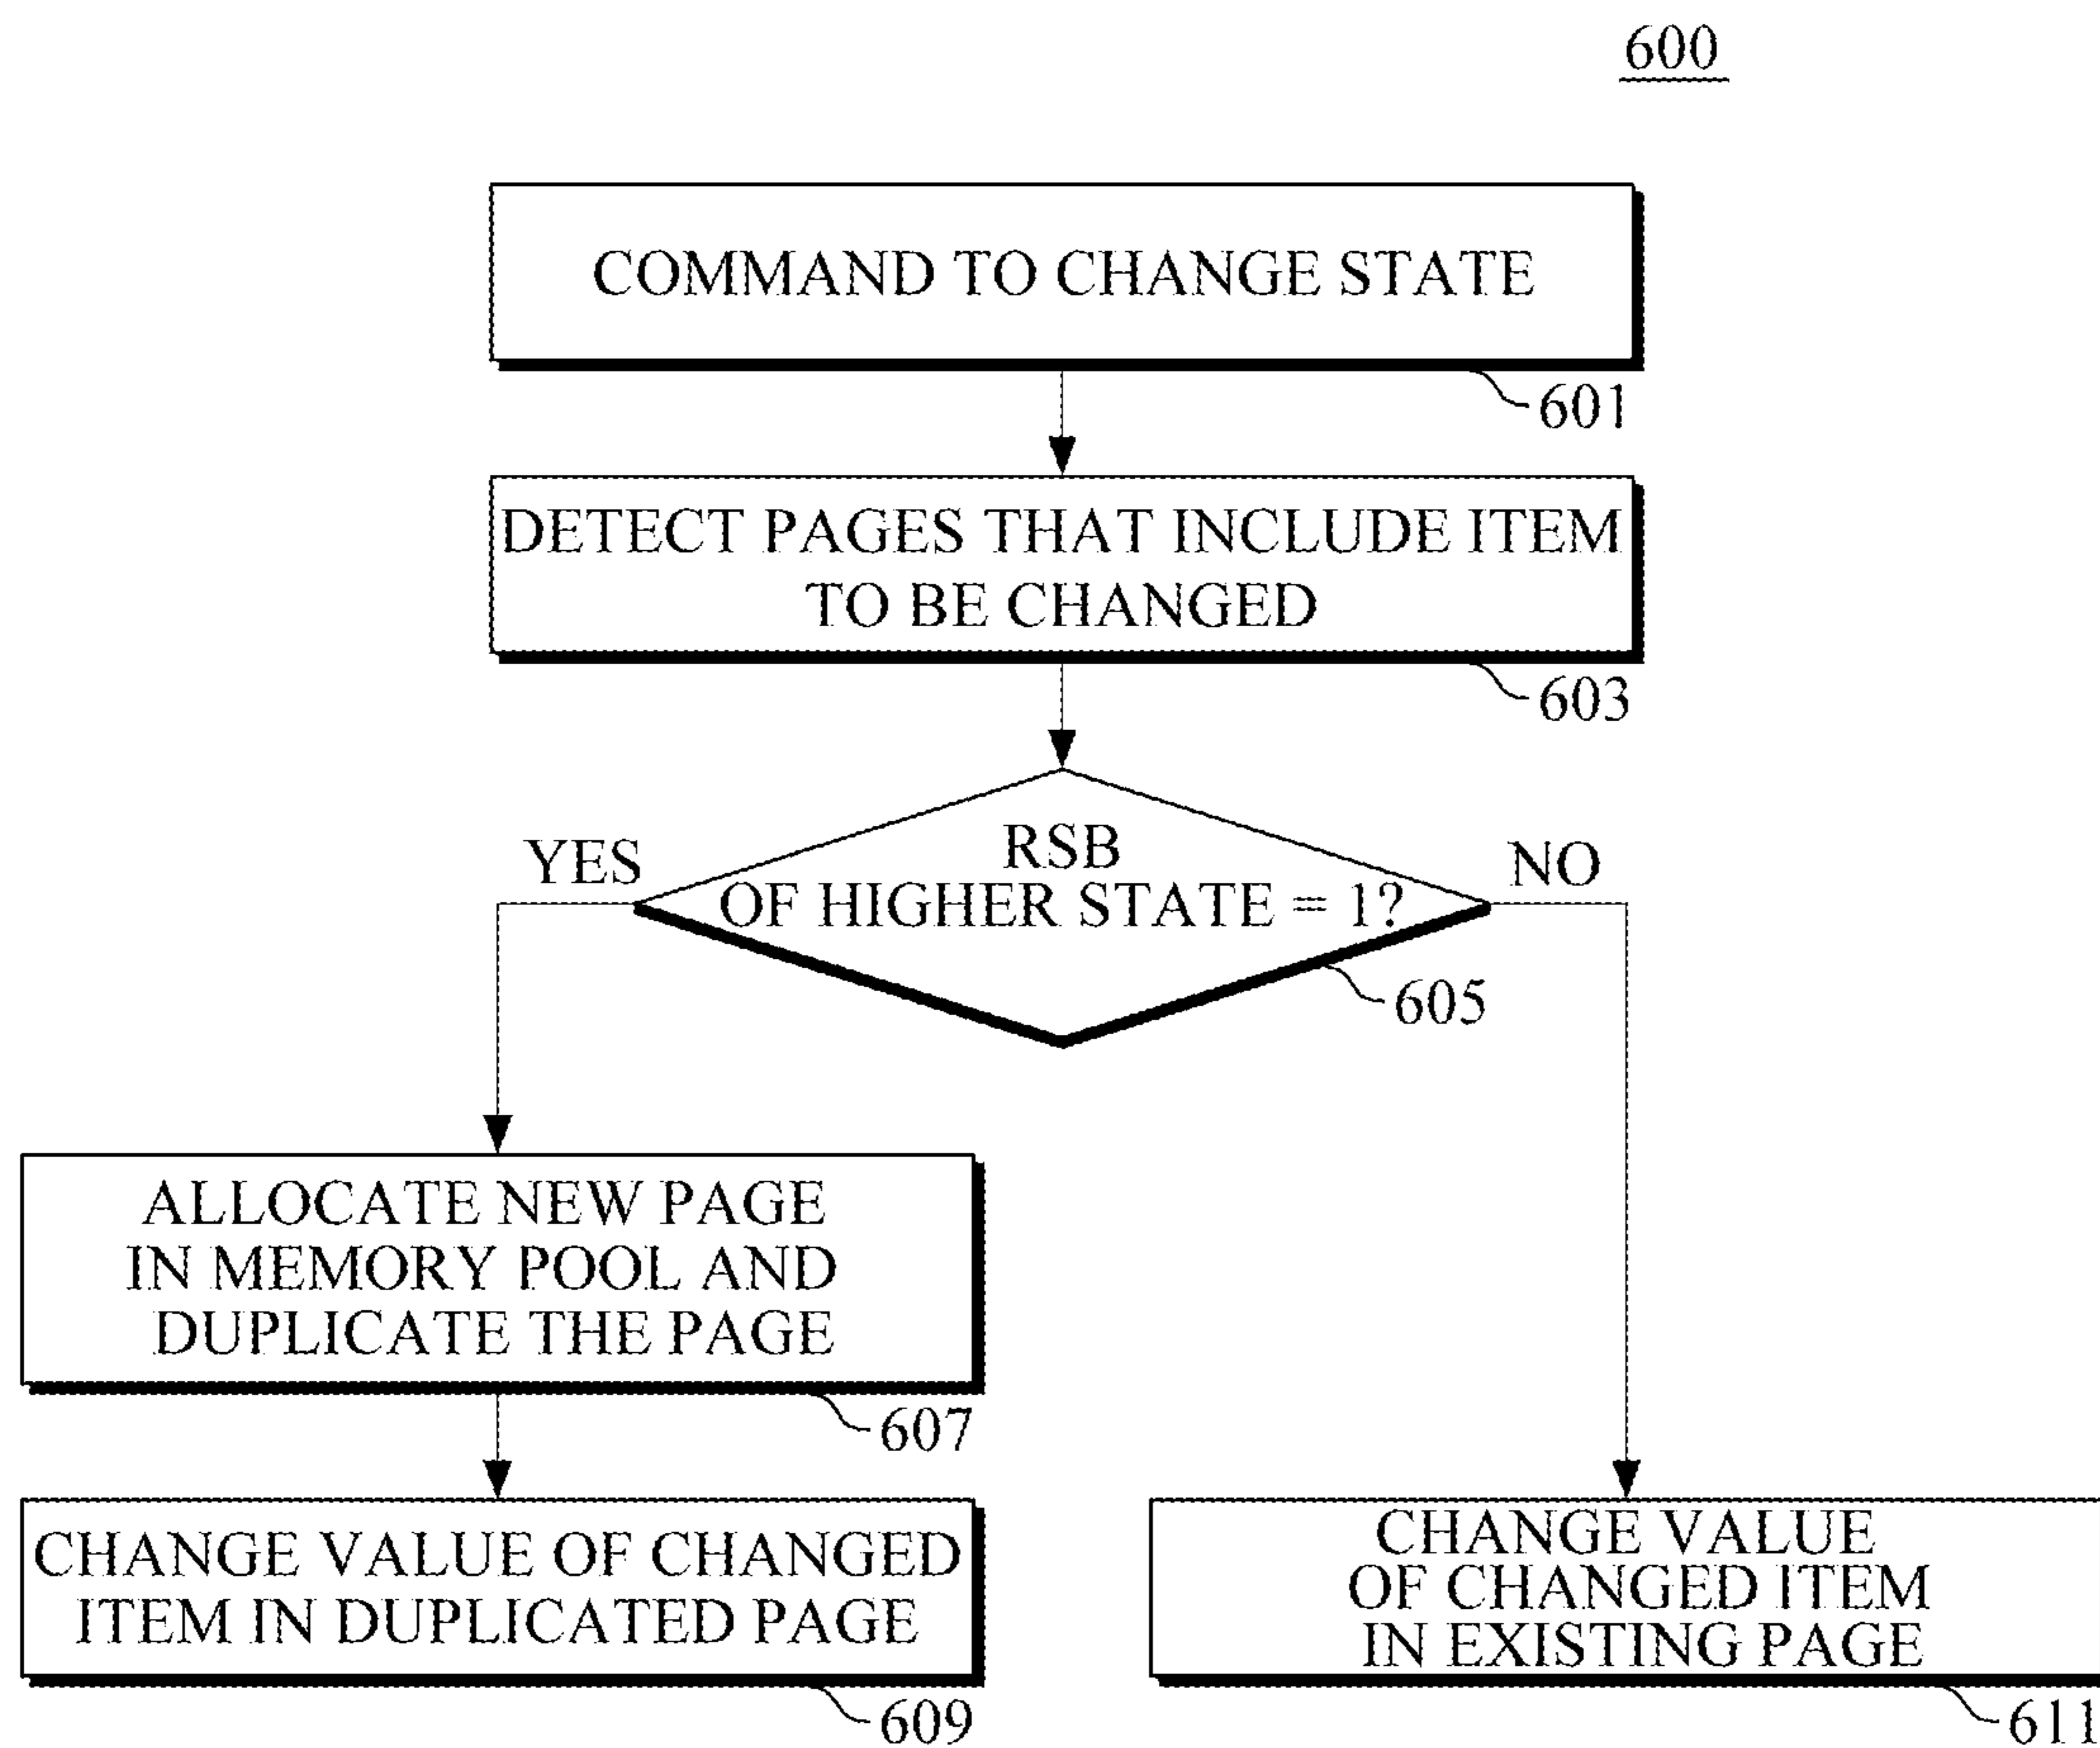 600
COMMAND TO CHANGE STATE
601
DETECT PAGES THAT INCLUDE ITEM
TO BE CHANGED
603
YES
RSB
OF HIGHER STATE = 1?
NO
605
ALLOCATE NEW PAGE
IN MEMORY POOL AND
DUPLICATE THE PAGE
607
CHANGE VALUE OF CHANGED
ITEM IN DUPLICATED PAGE
609
CHANGE VALUE
OF CHANGED ITEM
IN EXISTING PAGE
611